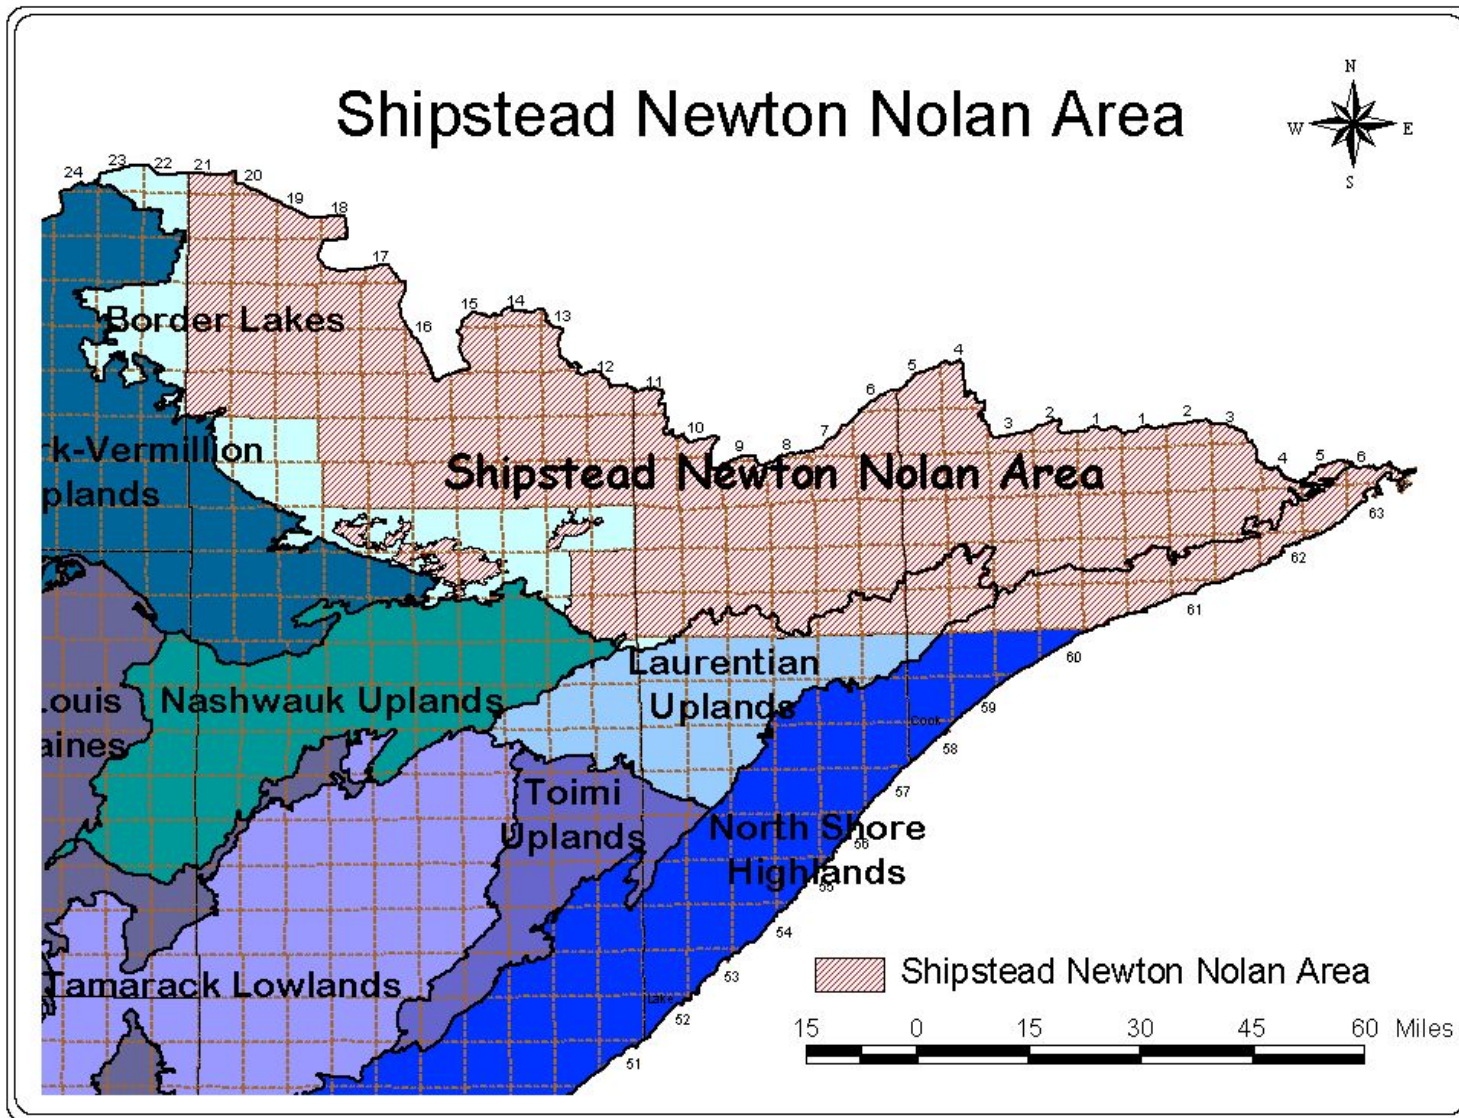 Shipstead Newton Nolan Area
N
W E
S
24 23 22 21 20 19 18 17 16 15 14 13 12 11 10 9 8 7 6 5 4 3 2 1 1 2 3 4 5 6
Border Lakes
rk-Vermillion
plands
Shipstead Newton Nolan Area
63
62
61
60
59
58
57
56
55
54
53
52
51
Laurentian
Uplands
Nashwauk Uplands
Louis
aines
Cook
Toimi
Uplands
North Shore
Highlands
Tamarack Lowlands
Lake
Shipstead Newton Nolan Area
15 0 15 30 45 60 Miles